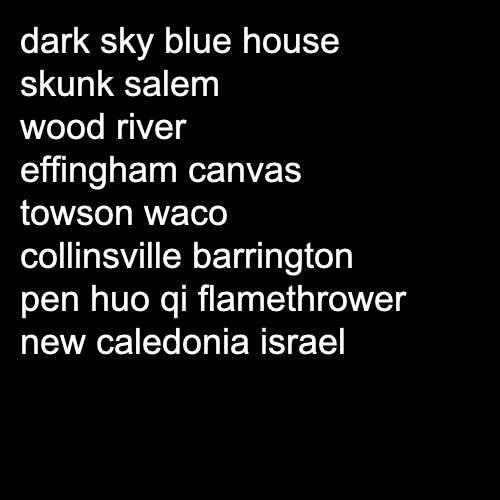 dark sky blue house
skunk salem
wood river
effingham canvas
towson waco
collinsville barrington
pen huo qi flamethrower
new caledonia israel